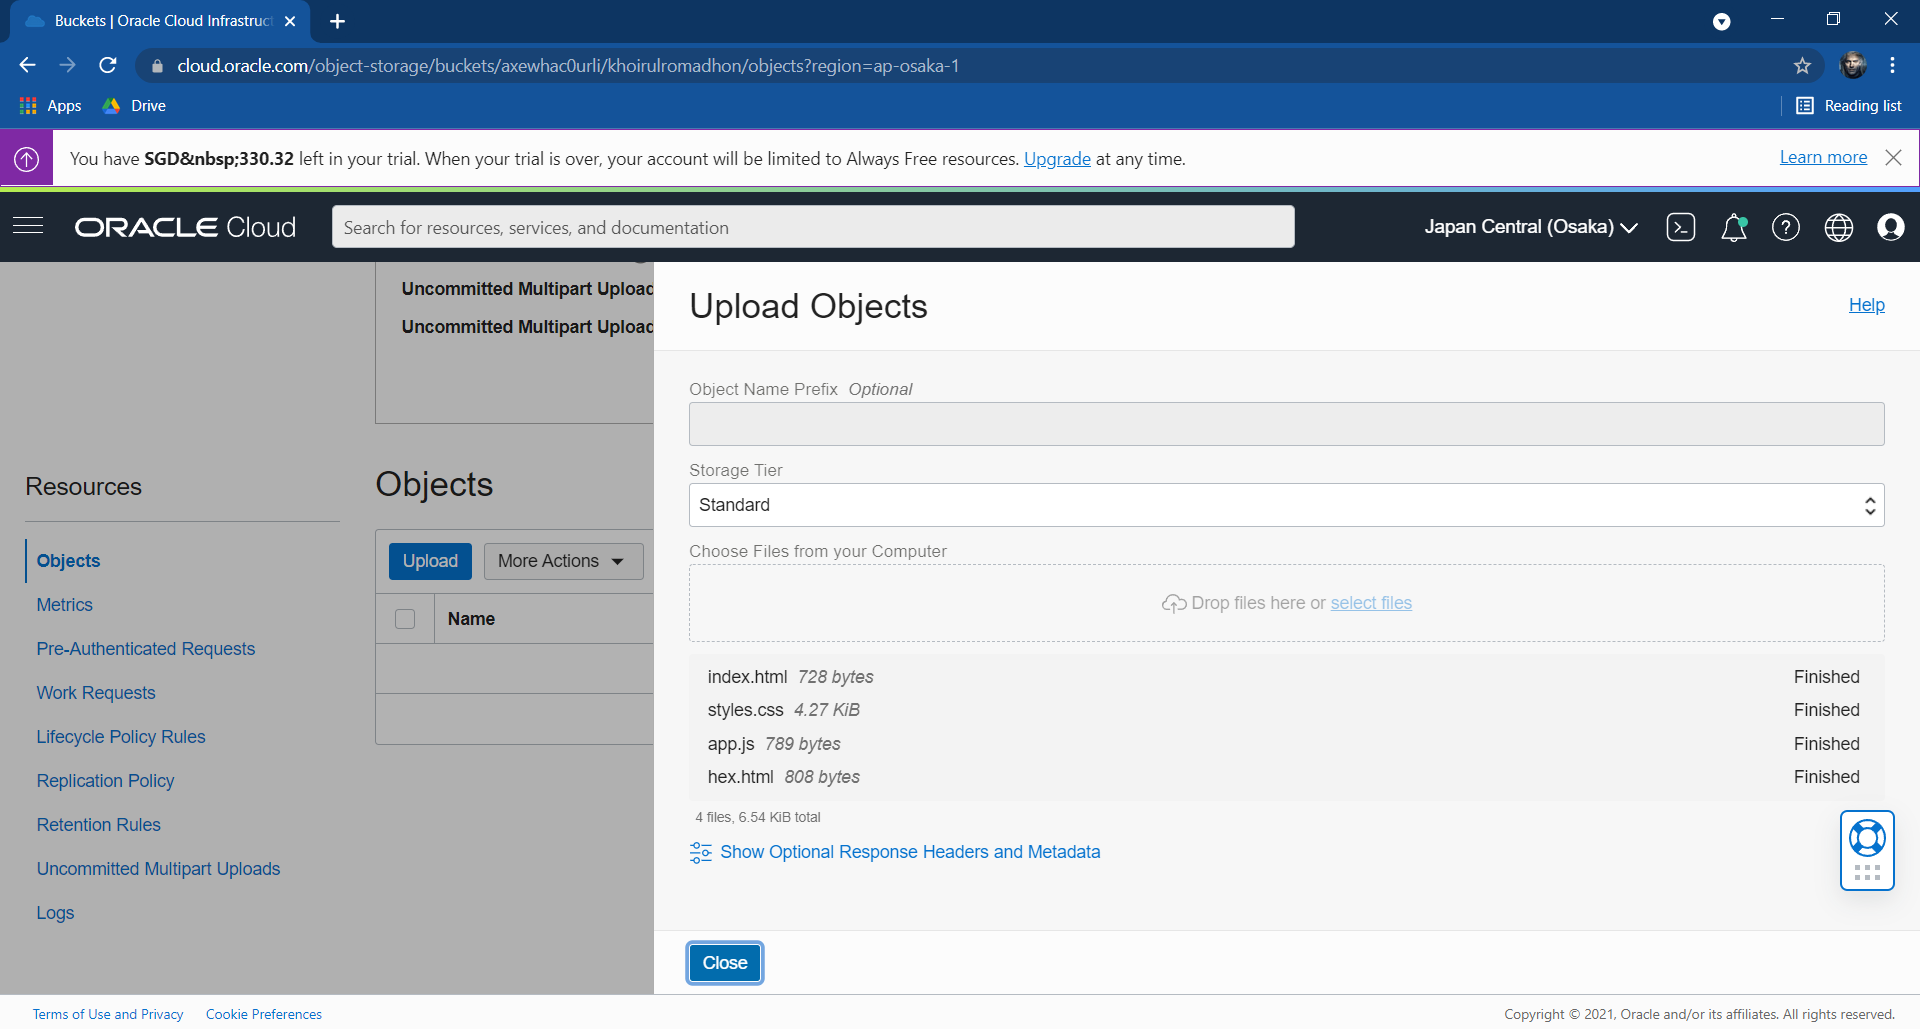 Buckets | Oracle Cloud Infrastruct
cloud.oracle.com/object-storage/buckets/axewhac0urli/khoirulromadhon/objects?region=ap-osaka-1
Apps
Drive
Reading list
You have SGD&nbsp;330.32 left in your trial. When your trial is over, your account will be limited to Always Free resources. Upgrade at any time.
Learn more
ORACLE Cloud
Search for resources, services, and documentation
Japan Central (Osaka)
Uncommitted Multipart Upload
Uncommitted Multipart Upload
Upload Objects
Help
Object Name Prefix Optional
Storage Tier
Standard
Choose Files from your Computer
Drop files here or select files
index.html 728 bytes Finished
styles.css 4.27 KiB Finished
app.js 789 bytes Finished
hex.html 808 bytes Finished
4 files, 6.54 KiB total
Show Optional Response Headers and Metadata
Close
Resources
Objects
Metrics
Pre-Authenticated Requests
Work Requests
Lifecycle Policy Rules
Replication Policy
Retention Rules
Uncommitted Multipart Uploads
Logs
Objects
Upload
More Actions
Name
Terms of Use and Privacy
Cookie Preferences
Copyright © 2021, Oracle and/or its affiliates. All rights reserved.